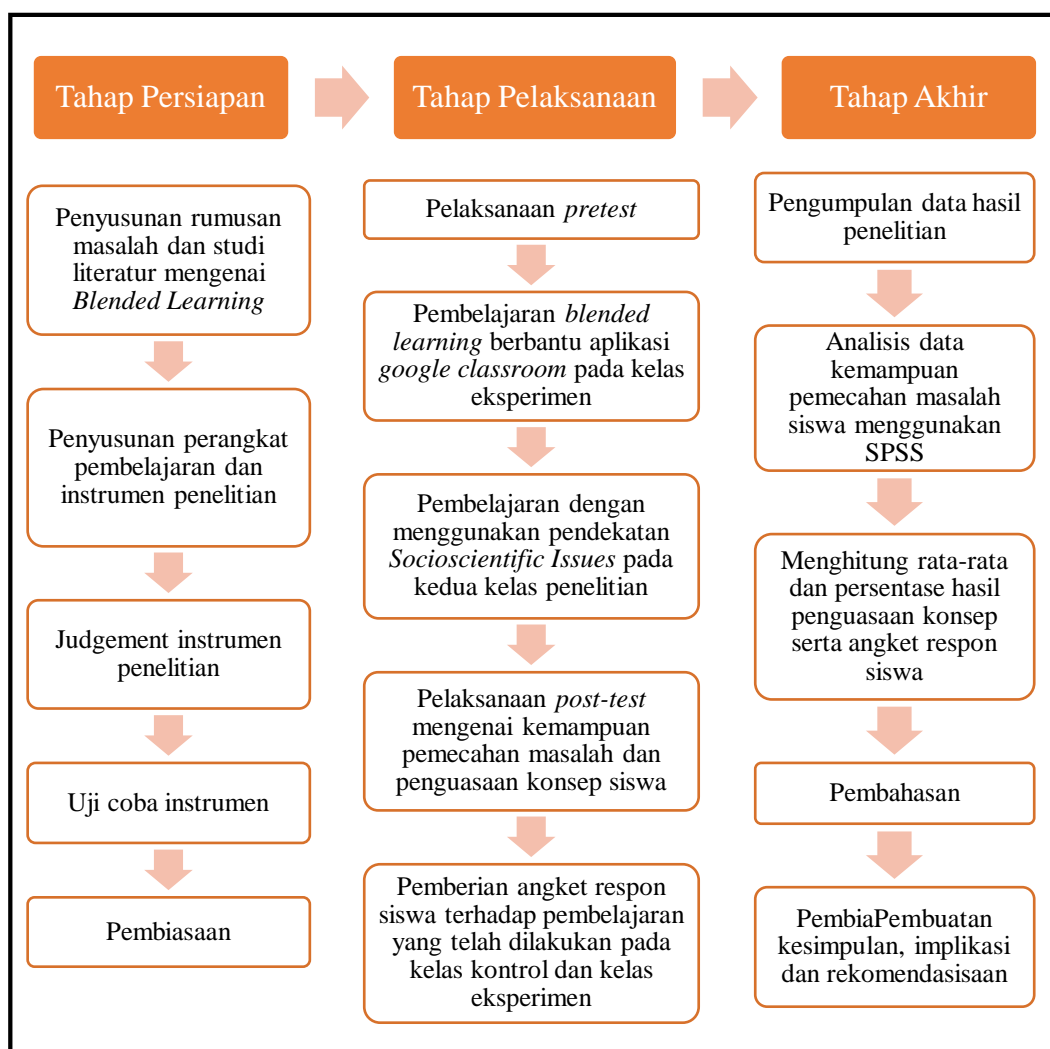 Tahap Persiapan
Penyusunan rumusan
masalah dan studi
literatur mengenai
Blended Learning
Penyusunan perangkat
pembelajaran dan
instrumen penelitian
Judgement instrumen
penelitian
Uji coba instrumen
Pembiasaan
Tahap Pelaksanaan
Pelaksanaan pretest
Pembelajaran blended
learning berbantu aplikasi
google classroom pada kelas
eksperimen
Pembelajaran dengan
menggunakan pendekatan
Socioscientific Issues pada
kedua kelas penelitian
Pelaksanaan post-test
mengenai kemampuan
pemecahan masalah dan
penguasaan konsep siswa
Pemberian angket respon
siswa terhadap pembelajaran
yang telah dilakukan pada
kelas kontrol dan kelas
eksperimen
Tahap Akhir
Pengumpulan data hasil
penelitian
Analisis data
kemampuan
pemecahan masalah
siswa menggunakan
SPSS
Menghitung rata-rata
dan persentase hasil
penguasaan konsep
serta angket respon
siswa
Pembahasan
PembiaPembuatan
kesimpulan, implikasi
dan rekomendasisaan